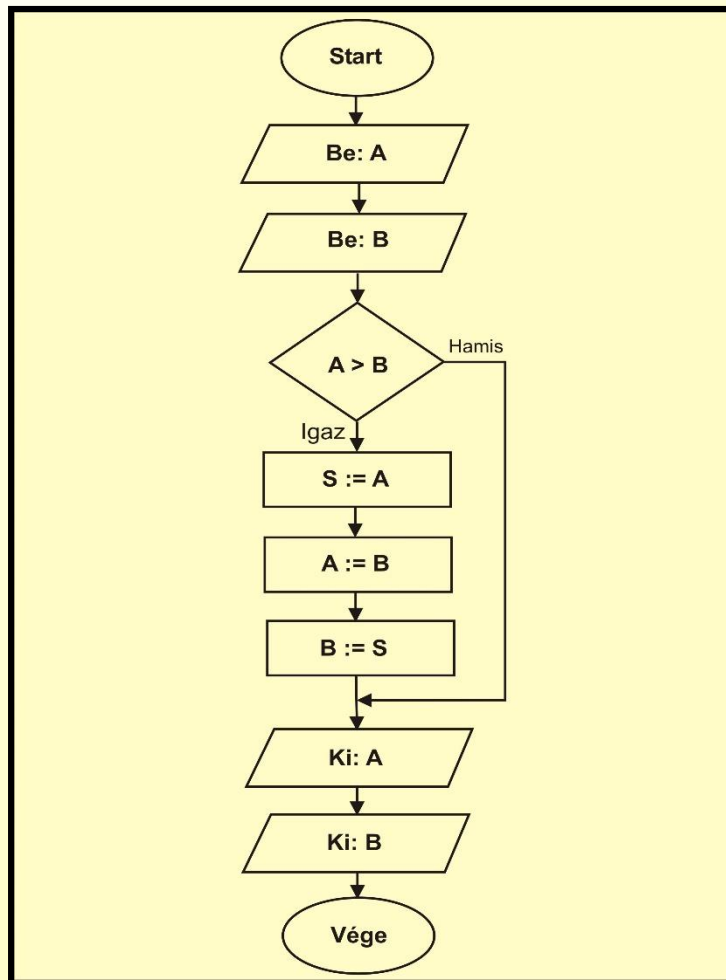 Start
Be: A
Be: B
A > B
Hamis
Igaz
S := A
A := B
B := S
Ki: A
Ki: B
Vége